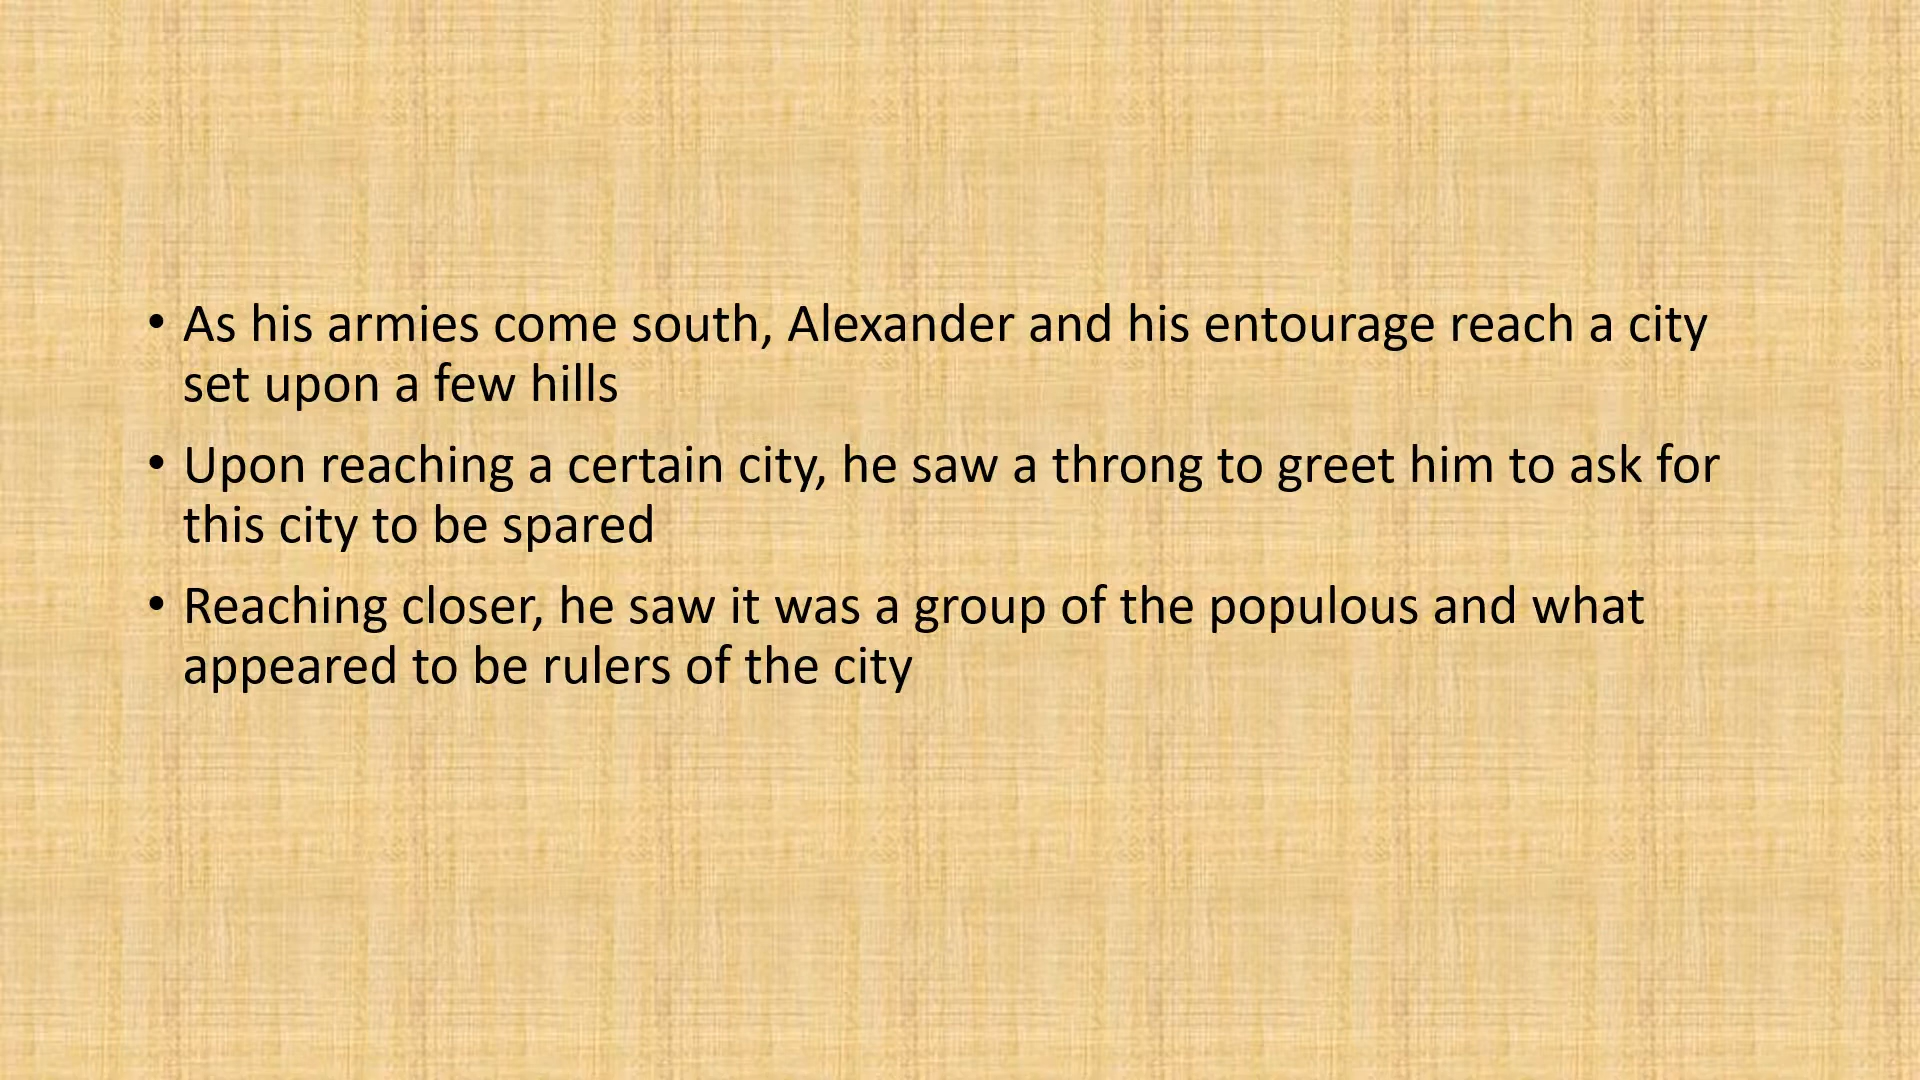 • As his armies come south, Alexander and his entourage reach a city
set upon a few hills
• Upon reaching a certain city, he saw a throng to greet him to ask for
this city to be spared
• Reaching closer, he saw it was a group of the populous and what
appeared to be rulers of the city